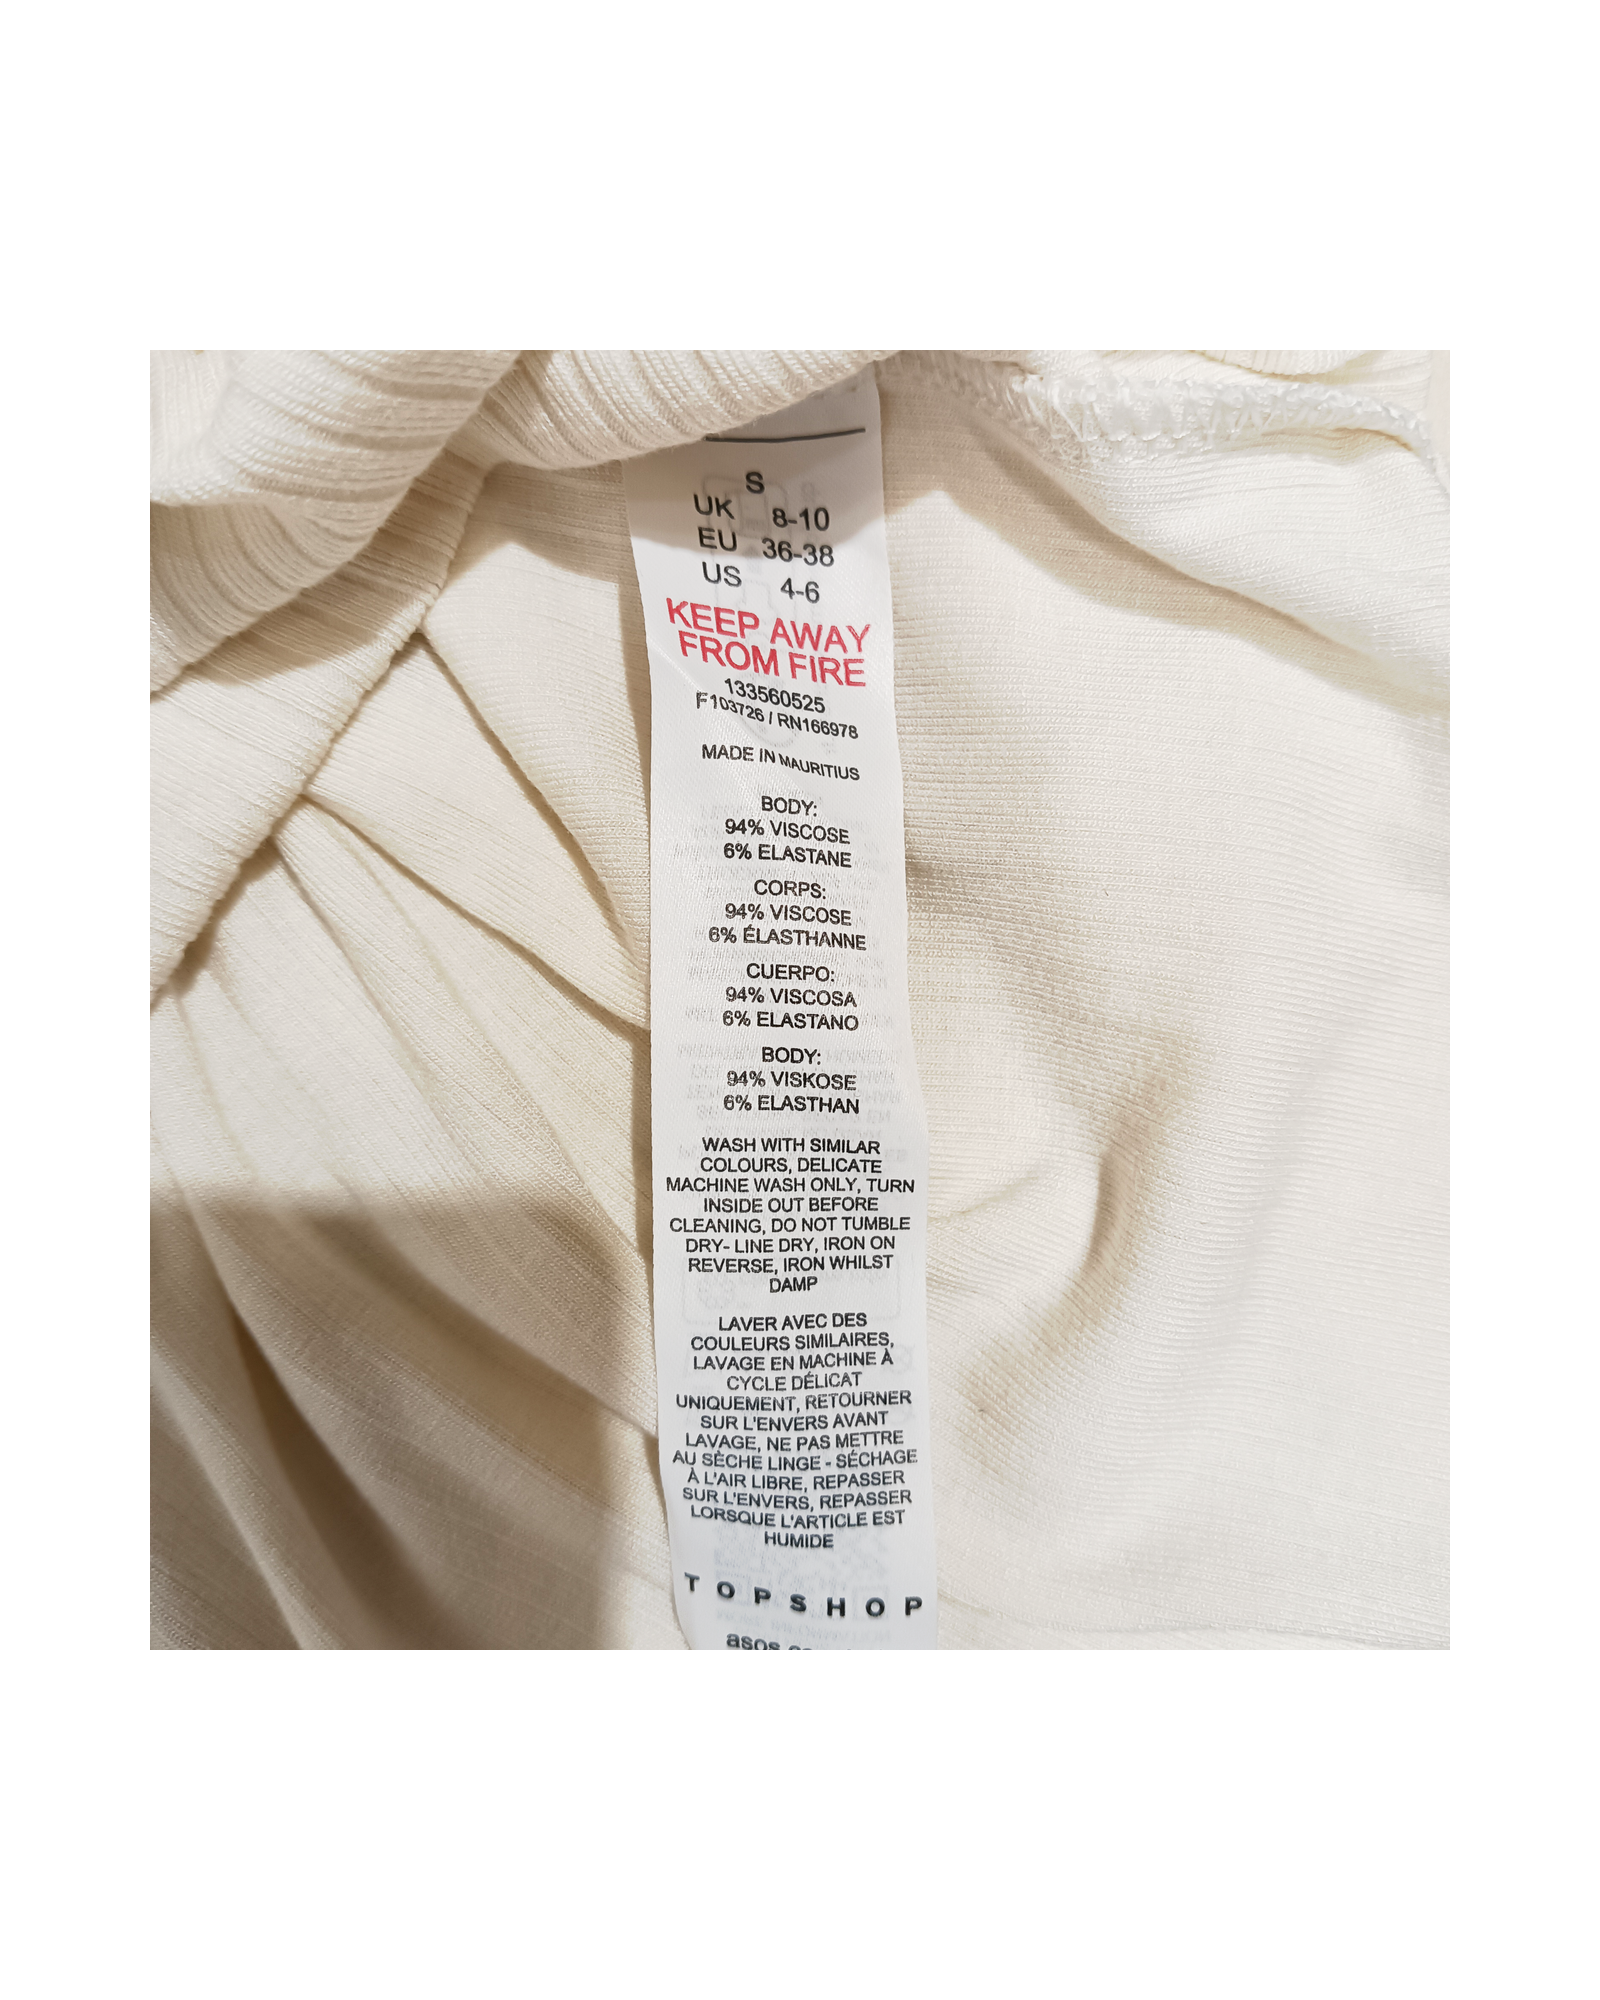 S
UK 8-10
EU 36-38
US 4-6
KEEP AWAY
FROM FIRE
133560525
F103726 / RN166978
MADE IN MAURITIUS
BODY:
94% VISCOSE
6% ELASTANE
CORPS:
94% VISCOSE
6% ÉLASTHANNE
CUERPO:
94% VISCOSA
6% ELASTANO
BODY:
94% VISKOSE
6% ELASTHAN
WASH WITH SIMILAR
COLOURS, DELICATE
MACHINE WASH ONLY, TURN
INSIDE OUT BEFORE
CLEANING, DO NOT TUMBLE
DRY- LINE DRY, IRON ON
REVERSE, IRON WHILST
DAMP
LAVER AVEC DES
COULEURS SIMILAIRES,
LAVAGE EN MACHINE À
CYCLE DÉLICAT
UNIQUEMENT, RETOURNER
SUR L'ENVERS AVANT
LAVAGE, NE PAS METTRE
AU SÈCHE LINGE - SÉCHAGE
À L'AIR LIBRE, REPASSER
SUR L'ENVERS, REPASSER
LORSQUE L'ARTICLE EST
HUMIDE
TOPSHOP
asos